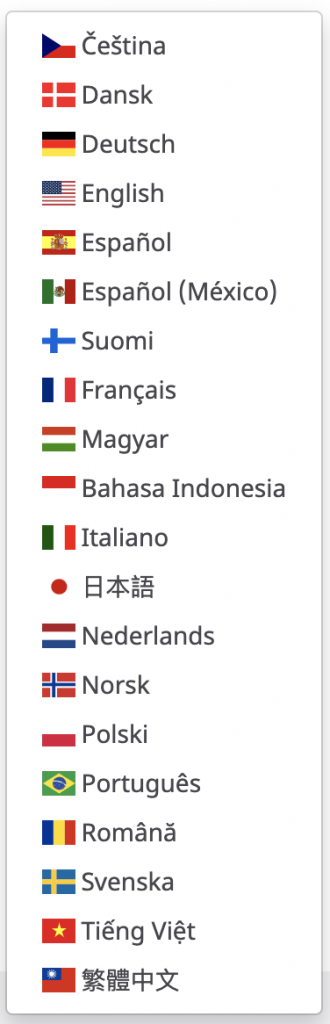 Čeština
Dansk
Deutsch
English
Español
Español (México)
Suomi
Français
Magyar
Bahasa Indonesia
Italiano
日本語
Nederlands
Norsk
Polski
Português
Română
Svenska
Tiếng Việt
繁體中文